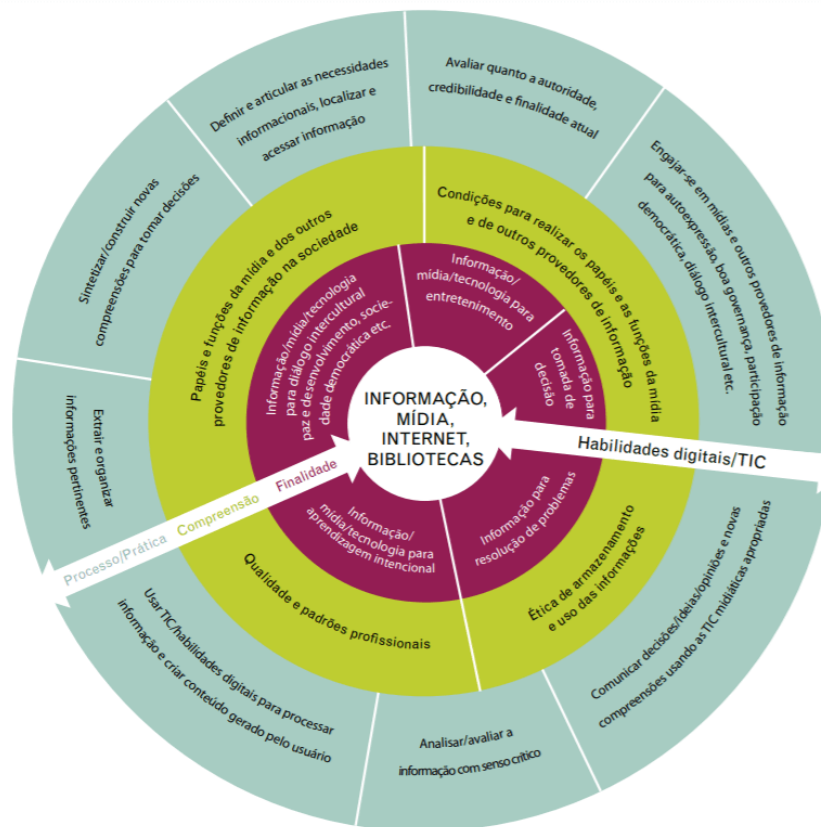 Definir e articular as necessidades
informacionais, localizar e
acessar informação
Avaliar quanto a autoridade,
credibilidade e finalidade atual
Engajar-se em mídias e outros provedores de informação
para autoexpressão, boa governança, participação
democrática, diálogo intercultural etc.
Comunicar decisões/ideias/opiniões e novas
compreensões usando as TIC midiáticas apropriadas
Analisar/avaliar a
informação com senso crítico
Usar TIC/habilidades digitais para processar
informação e criar conteúdo gerado pelo usuário
Extrair e organizar
informações pertinentes
Sintetizar/construir novas
compreensões para tomar decisões
Papéis e funções da mídia e dos outros
provedores de informação na sociedade
Condições para realizar os papéis e as funções da mídia
e de outros provedores de informação
Ética de armazenamento
e uso das informações
Qualidade e padrões profissionais
Informação/mídia/tecnologia
para diálogo intercultural
paz e desenvolvimento, socie-
dade democrática etc.
Informação/
mídia/tecnologia para
entretenimento
Informação para
tomada de
decisão
Informação para
resolução de problemas
Informação/
mídia/tecnologia para
aprendizagem intencional
INFORMAÇÃO,
MÍDIA,
INTERNET,
BIBLIOTECAS
Habilidades digitais/TIC
Processo/Prática Compreensão Finalidade